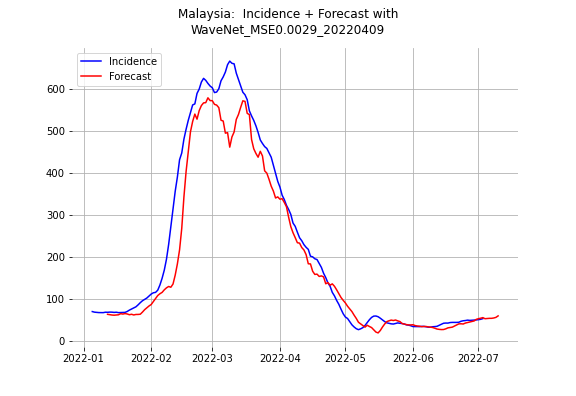 Malaysia:  Incidence + Forecast with
WaveNet_MSE0.0029_20220409
Incidence
Forecast
600
500
400
300
200
100
0
2022-01 2022-02 2022-03 2022-04 2022-05 2022-06 2022-07